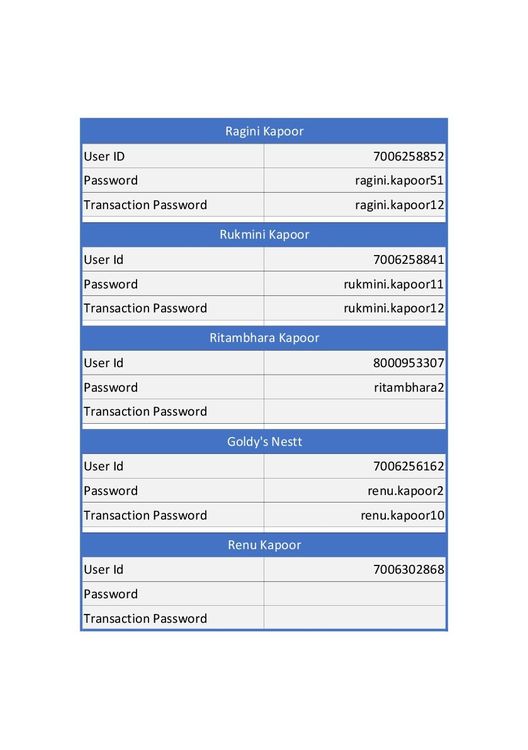 Ragini Kapoor
User ID 7006258852
Password ragini.kapoor51
Transaction Password ragini.kapoor12
Rukmini Kapoor
User Id 7006258841
Password rukmini.kapoor11
Transaction Password rukmini.kapoor12
Ritambhara Kapoor
User Id 8000953307
Password ritambhara2
Transaction Password
Goldy's Nestt
User Id 7006256162
Password renu.kapoor2
Transaction Password renu.kapoor10
Renu Kapoor
User Id 7006302868
Password
Transaction Password